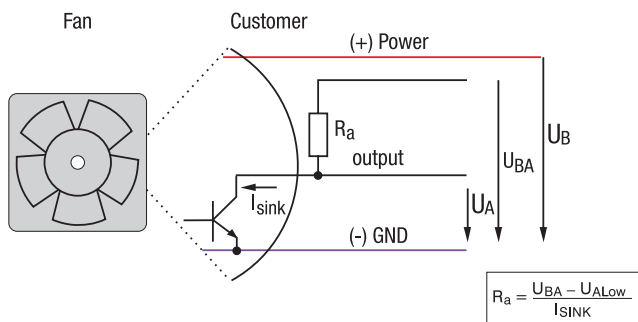 Fan
Customer
(+) Power
Ra
UB
UBA
output
Isink
UA
(-) GND
Ra = UBA – UALow
ISINK